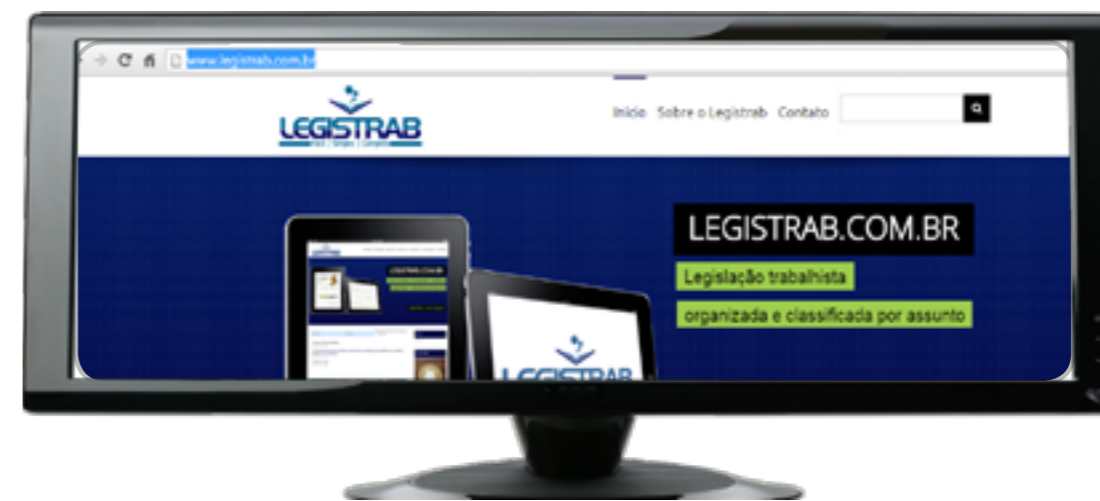 www.legistrab.com.br
LEGISTRAB
Início Sobre o Legistrab Contato
LEGISTRAB.COM.BR
Legislação trabalhista
organizada e classificada por assunto
LEGISTRAB